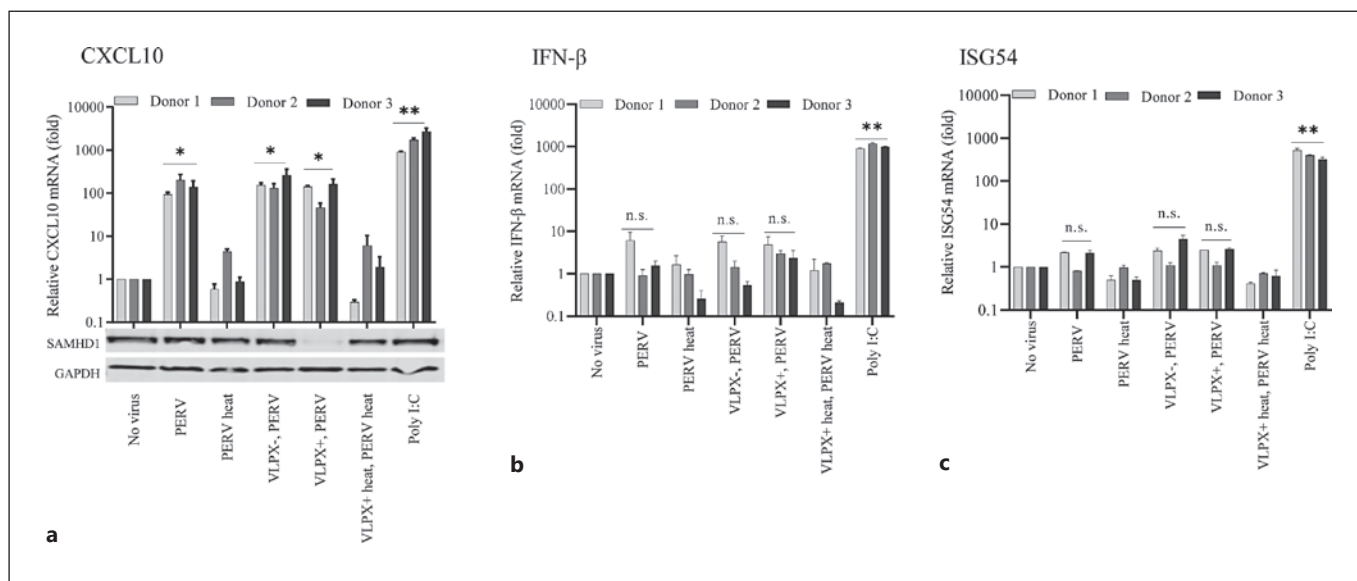 CXCL10
Donor 1 Donor 2 Donor 3
Relative CXCL10 mRNA (fold)
10000
1000
100
10
1
0.1
*
*
*
**
SAMHD1
GAPDH
No virus
PERV
PERV heat
VLPX-, PERV
VLPX+, PERV
VLPX+ heat, PERV heat
Poly I:C
a
IFN-β
Donor 1 Donor 2 Donor 3
Relative IFN-β mRNA (fold)
10000
1000
100
10
1
0.1
n.s.
n.s.
n.s.
**
No virus
PERV
PERV heat
VLPX-, PERV
VLPX+, PERV
VLPX+ heat, PERV heat
Poly I:C
b
ISG54
Donor 1 Donor 2 Donor 3
Relative ISG54 mRNA (fold)
10000
1000
100
10
1
0.1
n.s.
n.s.
n.s.
**
No virus
PERV
PERV heat
VLPX-, PERV
VLPX+, PERV
VLPX+ heat, PERV heat
Poly I:C
c